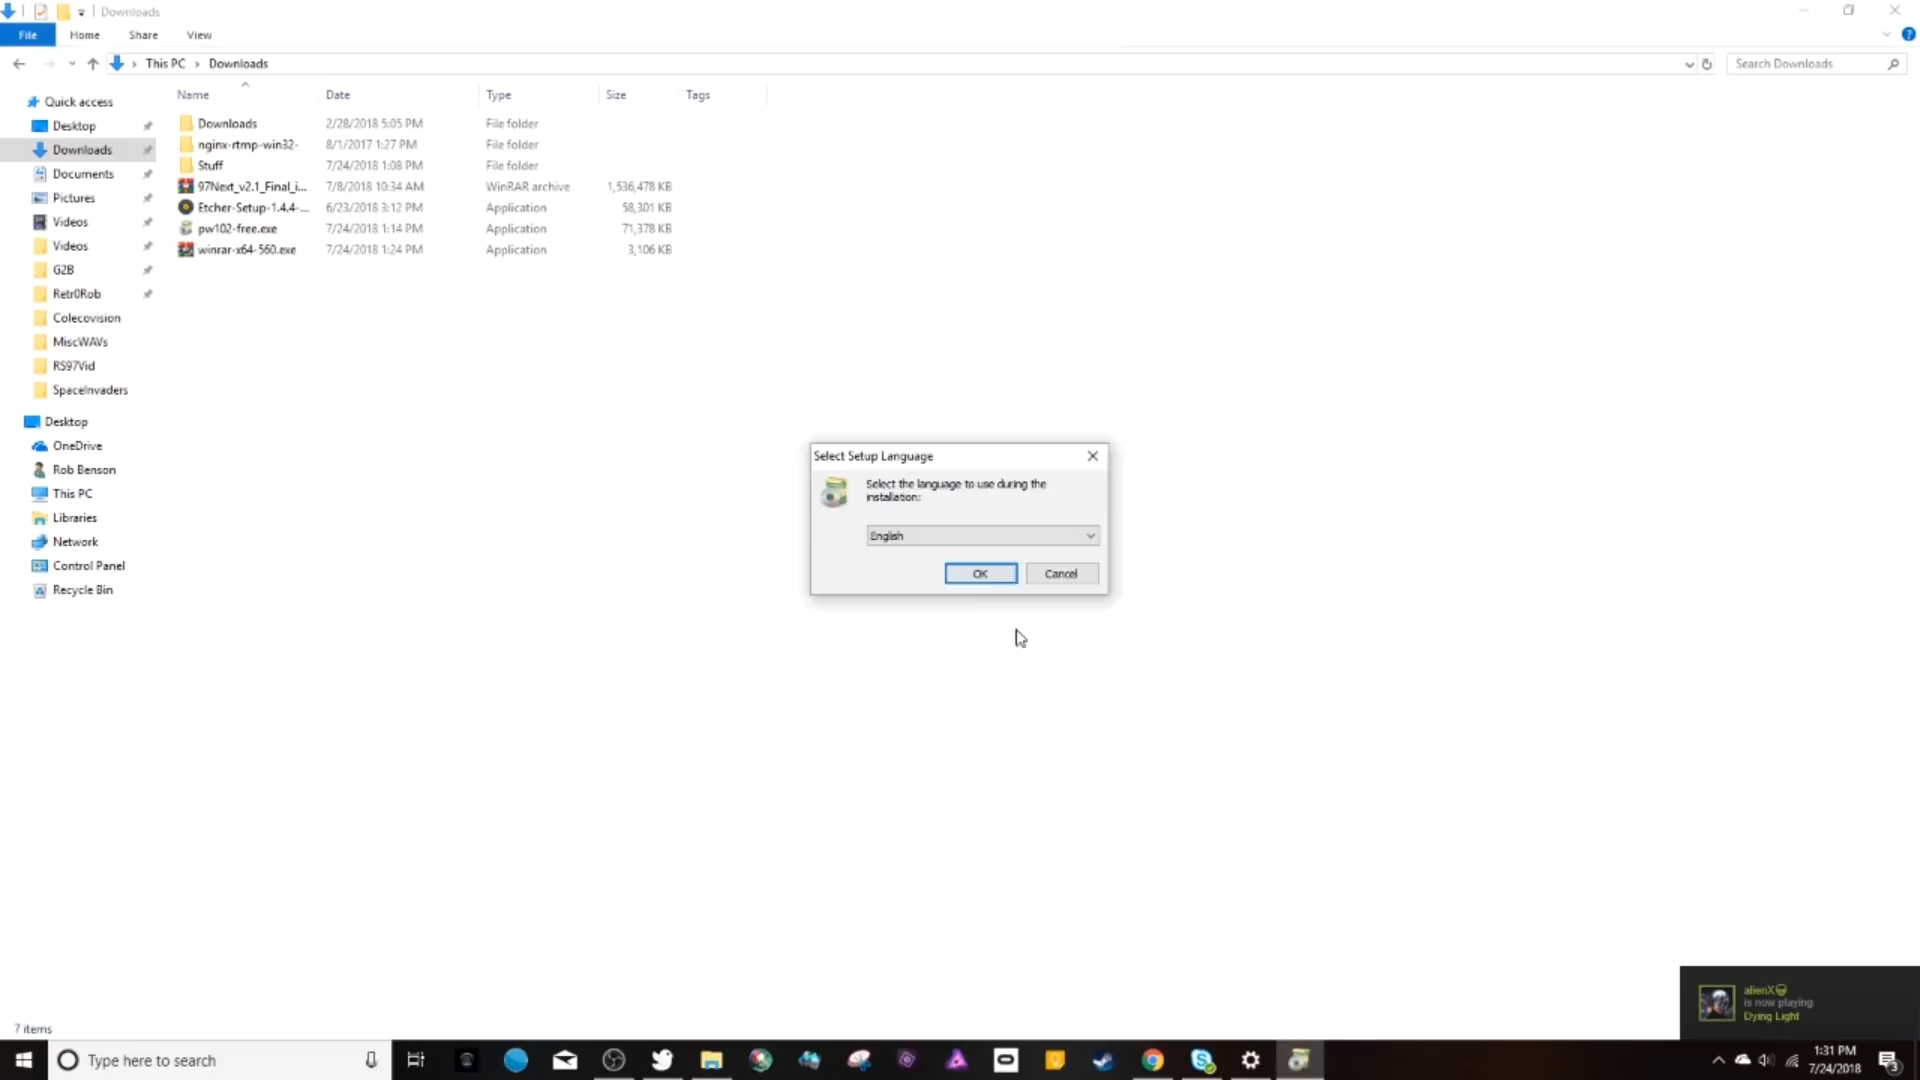 Downloads
File Home Share View
This PC Downloads
Search Downloads
Name Date Type Size Tags
Downloads 2/28/2018 5:05 PM File folder
nginx-rtmp-win32- 8/1/2017 1:27 PM File folder
Stuff 7/24/2018 1:08 PM File folder
97Next_v2.1_Final_i... 7/8/2018 10:34 AM WinRAR archive 1,536,478 KB
Etcher-Setup-1.4.4-... 6/23/2018 3:12 PM Application 58,301 KB
pw102-free.exe 7/24/2018 1:14 PM Application 71,378 KB
winrar-x64-560.exe 7/24/2018 1:24 PM Application 3,106 KB
Quick access
Desktop
Downloads
Documents
Pictures
Videos
Videos
G2B
Retr0Rob
Colecovision
MiscWAVs
RS97Vid
SpaceInvaders
Desktop
OneDrive
Rob Benson
This PC
Libraries
Network
Control Panel
Recycle Bin
Select Setup Language
Select the language to use during the
installation:
English
OK Cancel
alienX
is now playing
Dying Light
7 items
Type here to search
1:31 PM
7/24/2018
3